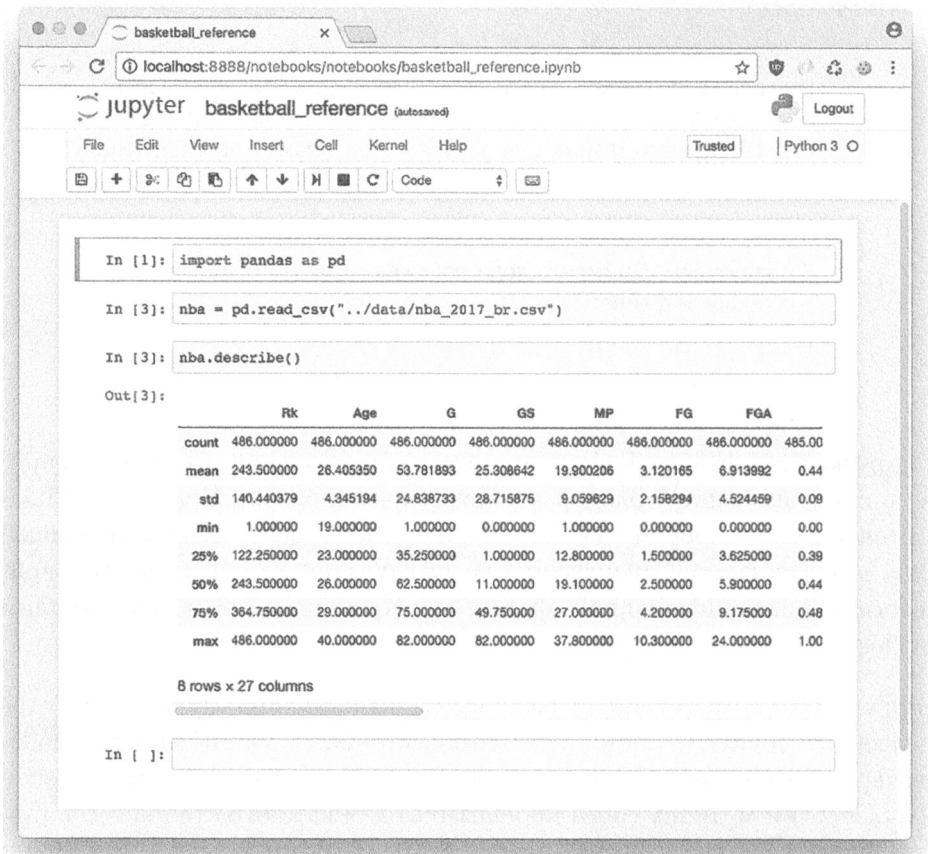 basketball_reference ×
localhost:8888/notebooks/notebooks/basketball_reference.ipynb
jupyter basketball_reference (autosaved) Logout
File Edit View Insert Cell Kernel Help Trusted Python 3
Code
In [1]: import pandas as pd
In [3]: nba = pd.read_csv("../data/nba_2017_br.csv")
In [3]: nba.describe()
Out[3]:
Rk Age G GS MP FG FGA
count 486.000000 486.000000 486.000000 486.000000 486.000000 486.000000 486.000000 485.00
mean 243.500000 26.405350 53.781893 25.308642 19.900206 3.120165 6.913992 0.44
std 140.440379 4.345194 24.838733 28.715875 9.059629 2.158294 4.524459 0.09
min 1.000000 19.000000 1.000000 0.000000 1.000000 0.000000 0.000000 0.00
25% 122.250000 23.000000 35.250000 1.000000 12.800000 1.500000 3.625000 0.39
50% 243.500000 26.000000 62.500000 11.000000 19.100000 2.500000 5.900000 0.44
75% 364.750000 29.000000 75.000000 49.750000 27.000000 4.200000 9.175000 0.48
max 486.000000 40.000000 82.000000 82.000000 37.800000 10.300000 24.000000 1.00
8 rows × 27 columns
In [ ]: